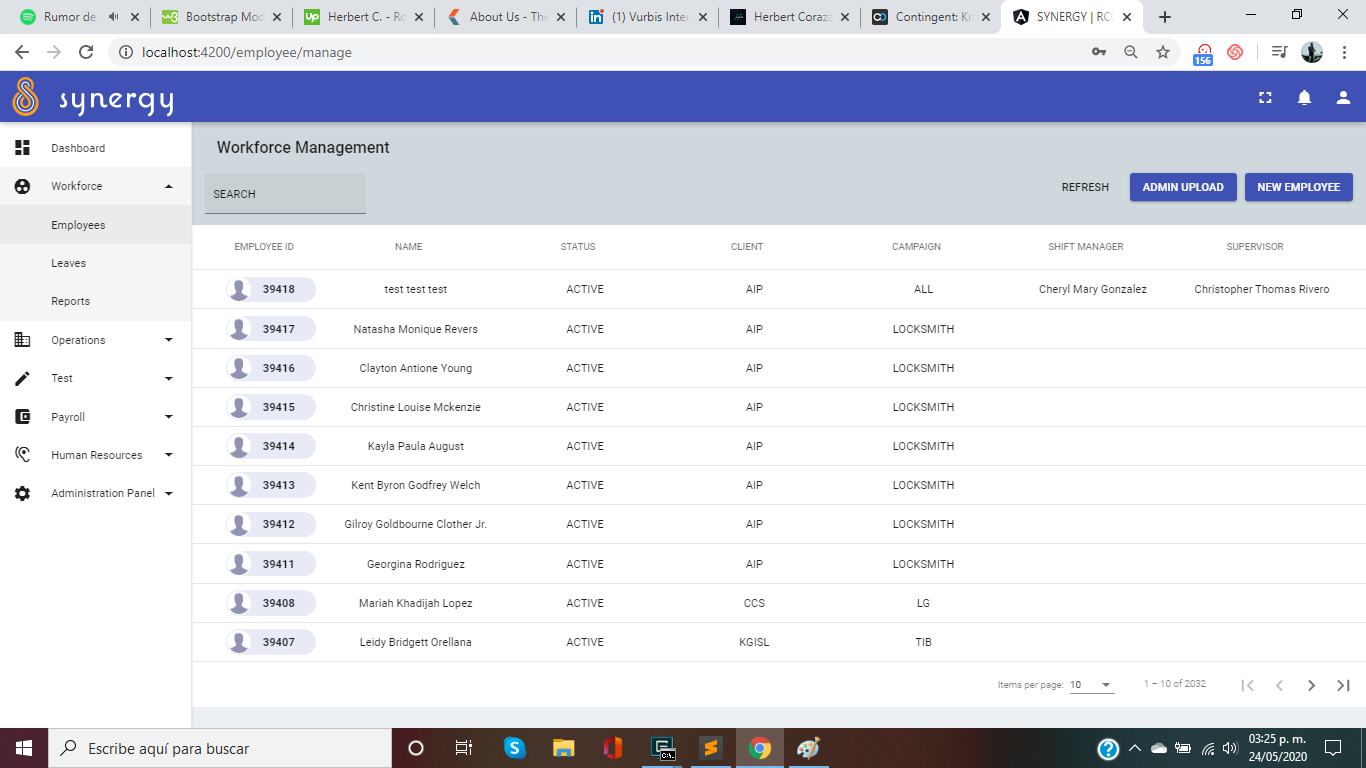 Rumor de
Bootstrap Moc
Herbert C. - Ro
About Us - The
(1) Vurbis Inter
Herbert Coraza
Contingent: Kr
SYNERGY | RCC
localhost:4200/employee/manage
156
synergy
Dashboard
Workforce
Employees
Leaves
Reports
Operations
Test
Payroll
Human Resources
Administration Panel
Workforce Management
SEARCH
REFRESH ADMIN UPLOAD NEW EMPLOYEE
EMPLOYEE ID NAME STATUS CLIENT CAMPAIGN SHIFT MANAGER SUPERVISOR
39418 test test test ACTIVE AIP ALL Cheryl Mary Gonzalez Christopher Thomas Rivero
39417 Natasha Monique Revers ACTIVE AIP LOCKSMITH
39416 Clayton Antione Young ACTIVE AIP LOCKSMITH
39415 Christine Louise Mckenzie ACTIVE AIP LOCKSMITH
39414 Kayla Paula August ACTIVE AIP LOCKSMITH
39413 Kent Byron Godfrey Welch ACTIVE AIP LOCKSMITH
39412 Gilroy Goldbourne Clother Jr. ACTIVE AIP LOCKSMITH
39411 Georgina Rodriguez ACTIVE AIP LOCKSMITH
39408 Mariah Khadijah Lopez ACTIVE CCS LG
39407 Leidy Bridgett Orellana ACTIVE KGISL TIB
Items per page: 10 1 – 10 of 2032
Escribe aquí para buscar
03:25 p. m.
24/05/2020